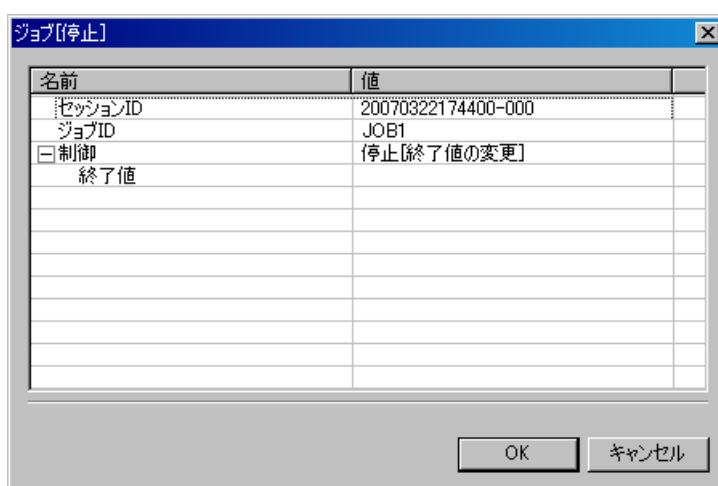 ジョブ[停止]
名前 値
セッションID 20070322174400-000
ジョブID JOB1
制御 停止[終了値の変更]
終了値
OK キャンセル